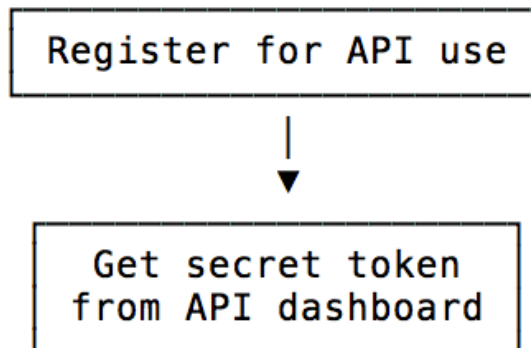 Register for API use
Get secret token
from API dashboard